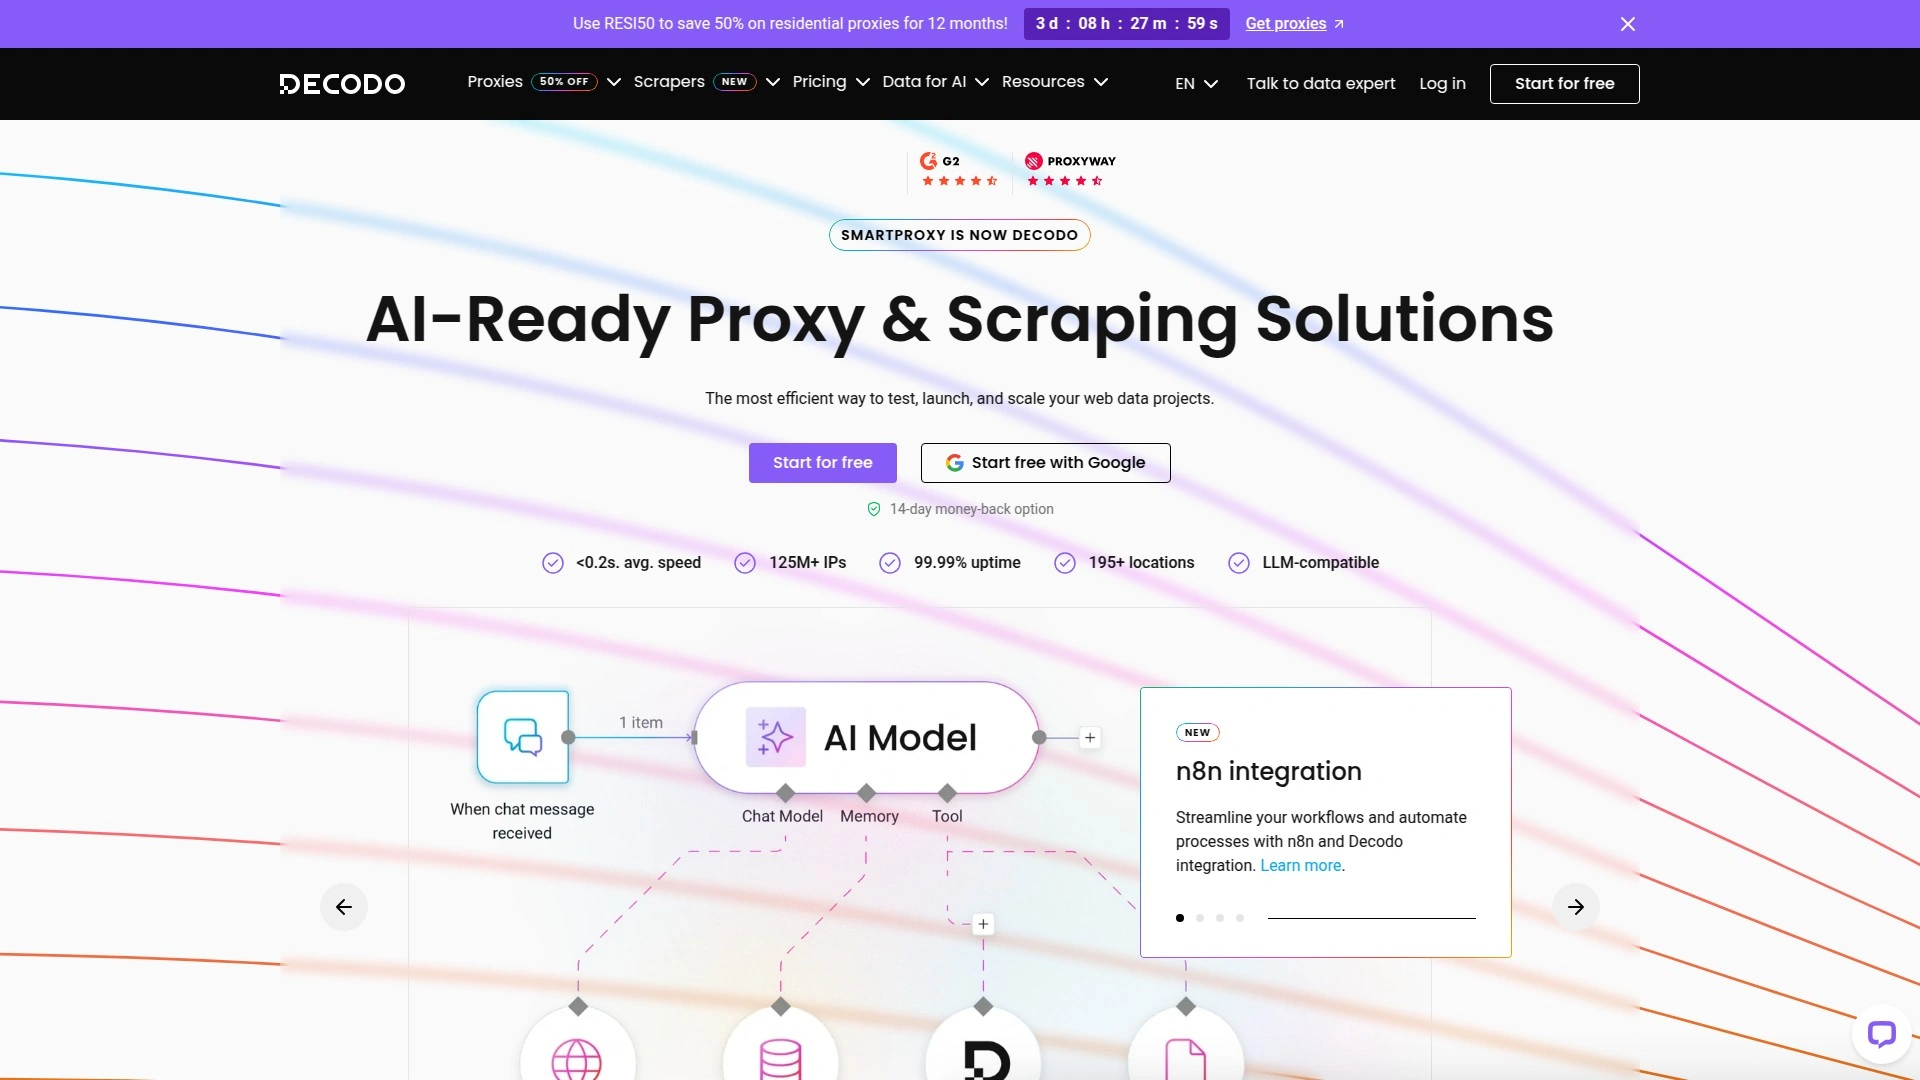 Use RESI50 to save 50% on residential proxies for 12 months! 3 d : 08 h : 27 m : 59 s Get proxies
DECODO Proxies 50% OFF Scrapers NEW Pricing Data for AI Resources EN Talk to data expert Log in Start for free
G2 PROXYWAY
SMARTPROXY IS NOW DECODO
AI-Ready Proxy & Scraping Solutions
The most efficient way to test, launch, and scale your web data projects.
Start for free Start free with Google
14-day money-back option
<0.2s. avg. speed 125M+ IPs 99.99% uptime 195+ locations LLM-compatible
1 item
AI Model
When chat message
received
Chat Model Memory Tool
NEW
n8n integration
Streamline your workflows and automate
processes with n8n and Decodo
integration. Learn more.